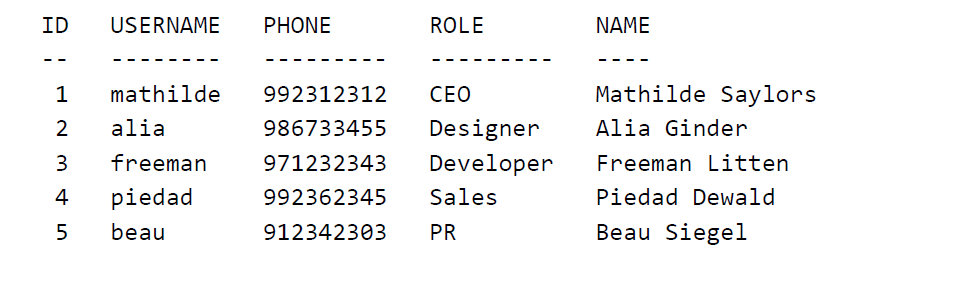 ID   USERNAME   PHONE       ROLE        NAME
--   --------   ---------   ---------   ----
 1   mathilde   992312312   CEO         Mathilde Saylors
 2   alia       986733455   Designer    Alia Ginder
 3   freeman    971232343   Developer   Freeman Litten
 4   piedad     992362345   Sales       Piedad Dewald
 5   beau       912342303   PR          Beau Siegel